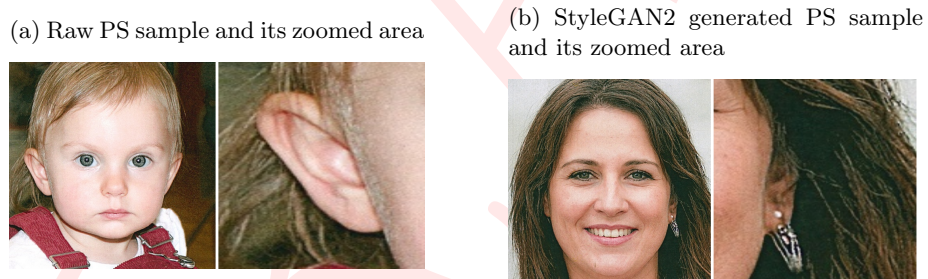 (a) Raw PS sample and its zoomed area
(b) StyleGAN2 generated PS sample
and its zoomed area